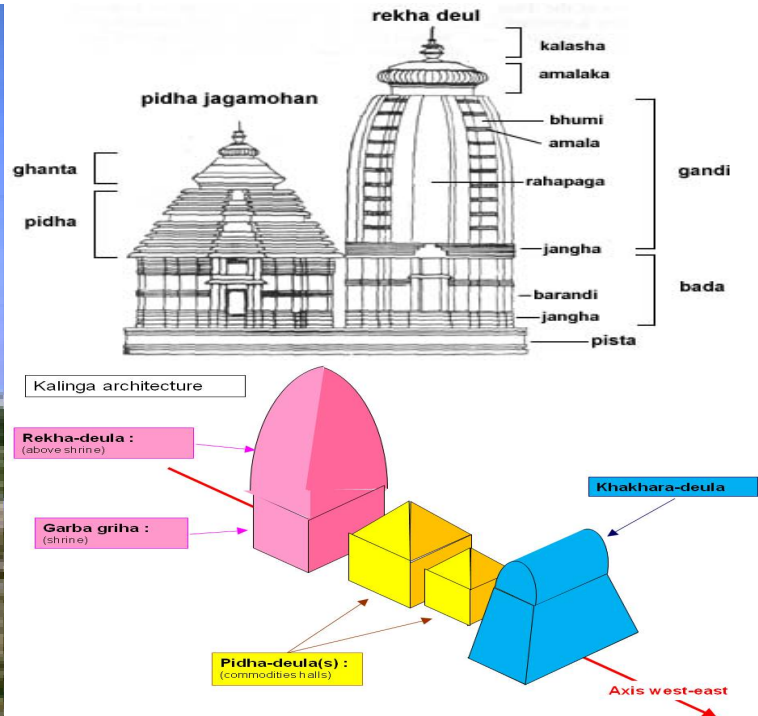 rekha deul
kalasha
amalaka
pidha jagamohan
bhumi
amala
ghanta
rahapaga
gandi
pidha
jangha
barandi
bada
jangha
pista
Kalinga architecture
Rekha-deula :
(above shrine)
Khakhara-deula
Garba griha :
(shrine)
Pidha-deula(s) :
(commodities halls)
Axis west-east